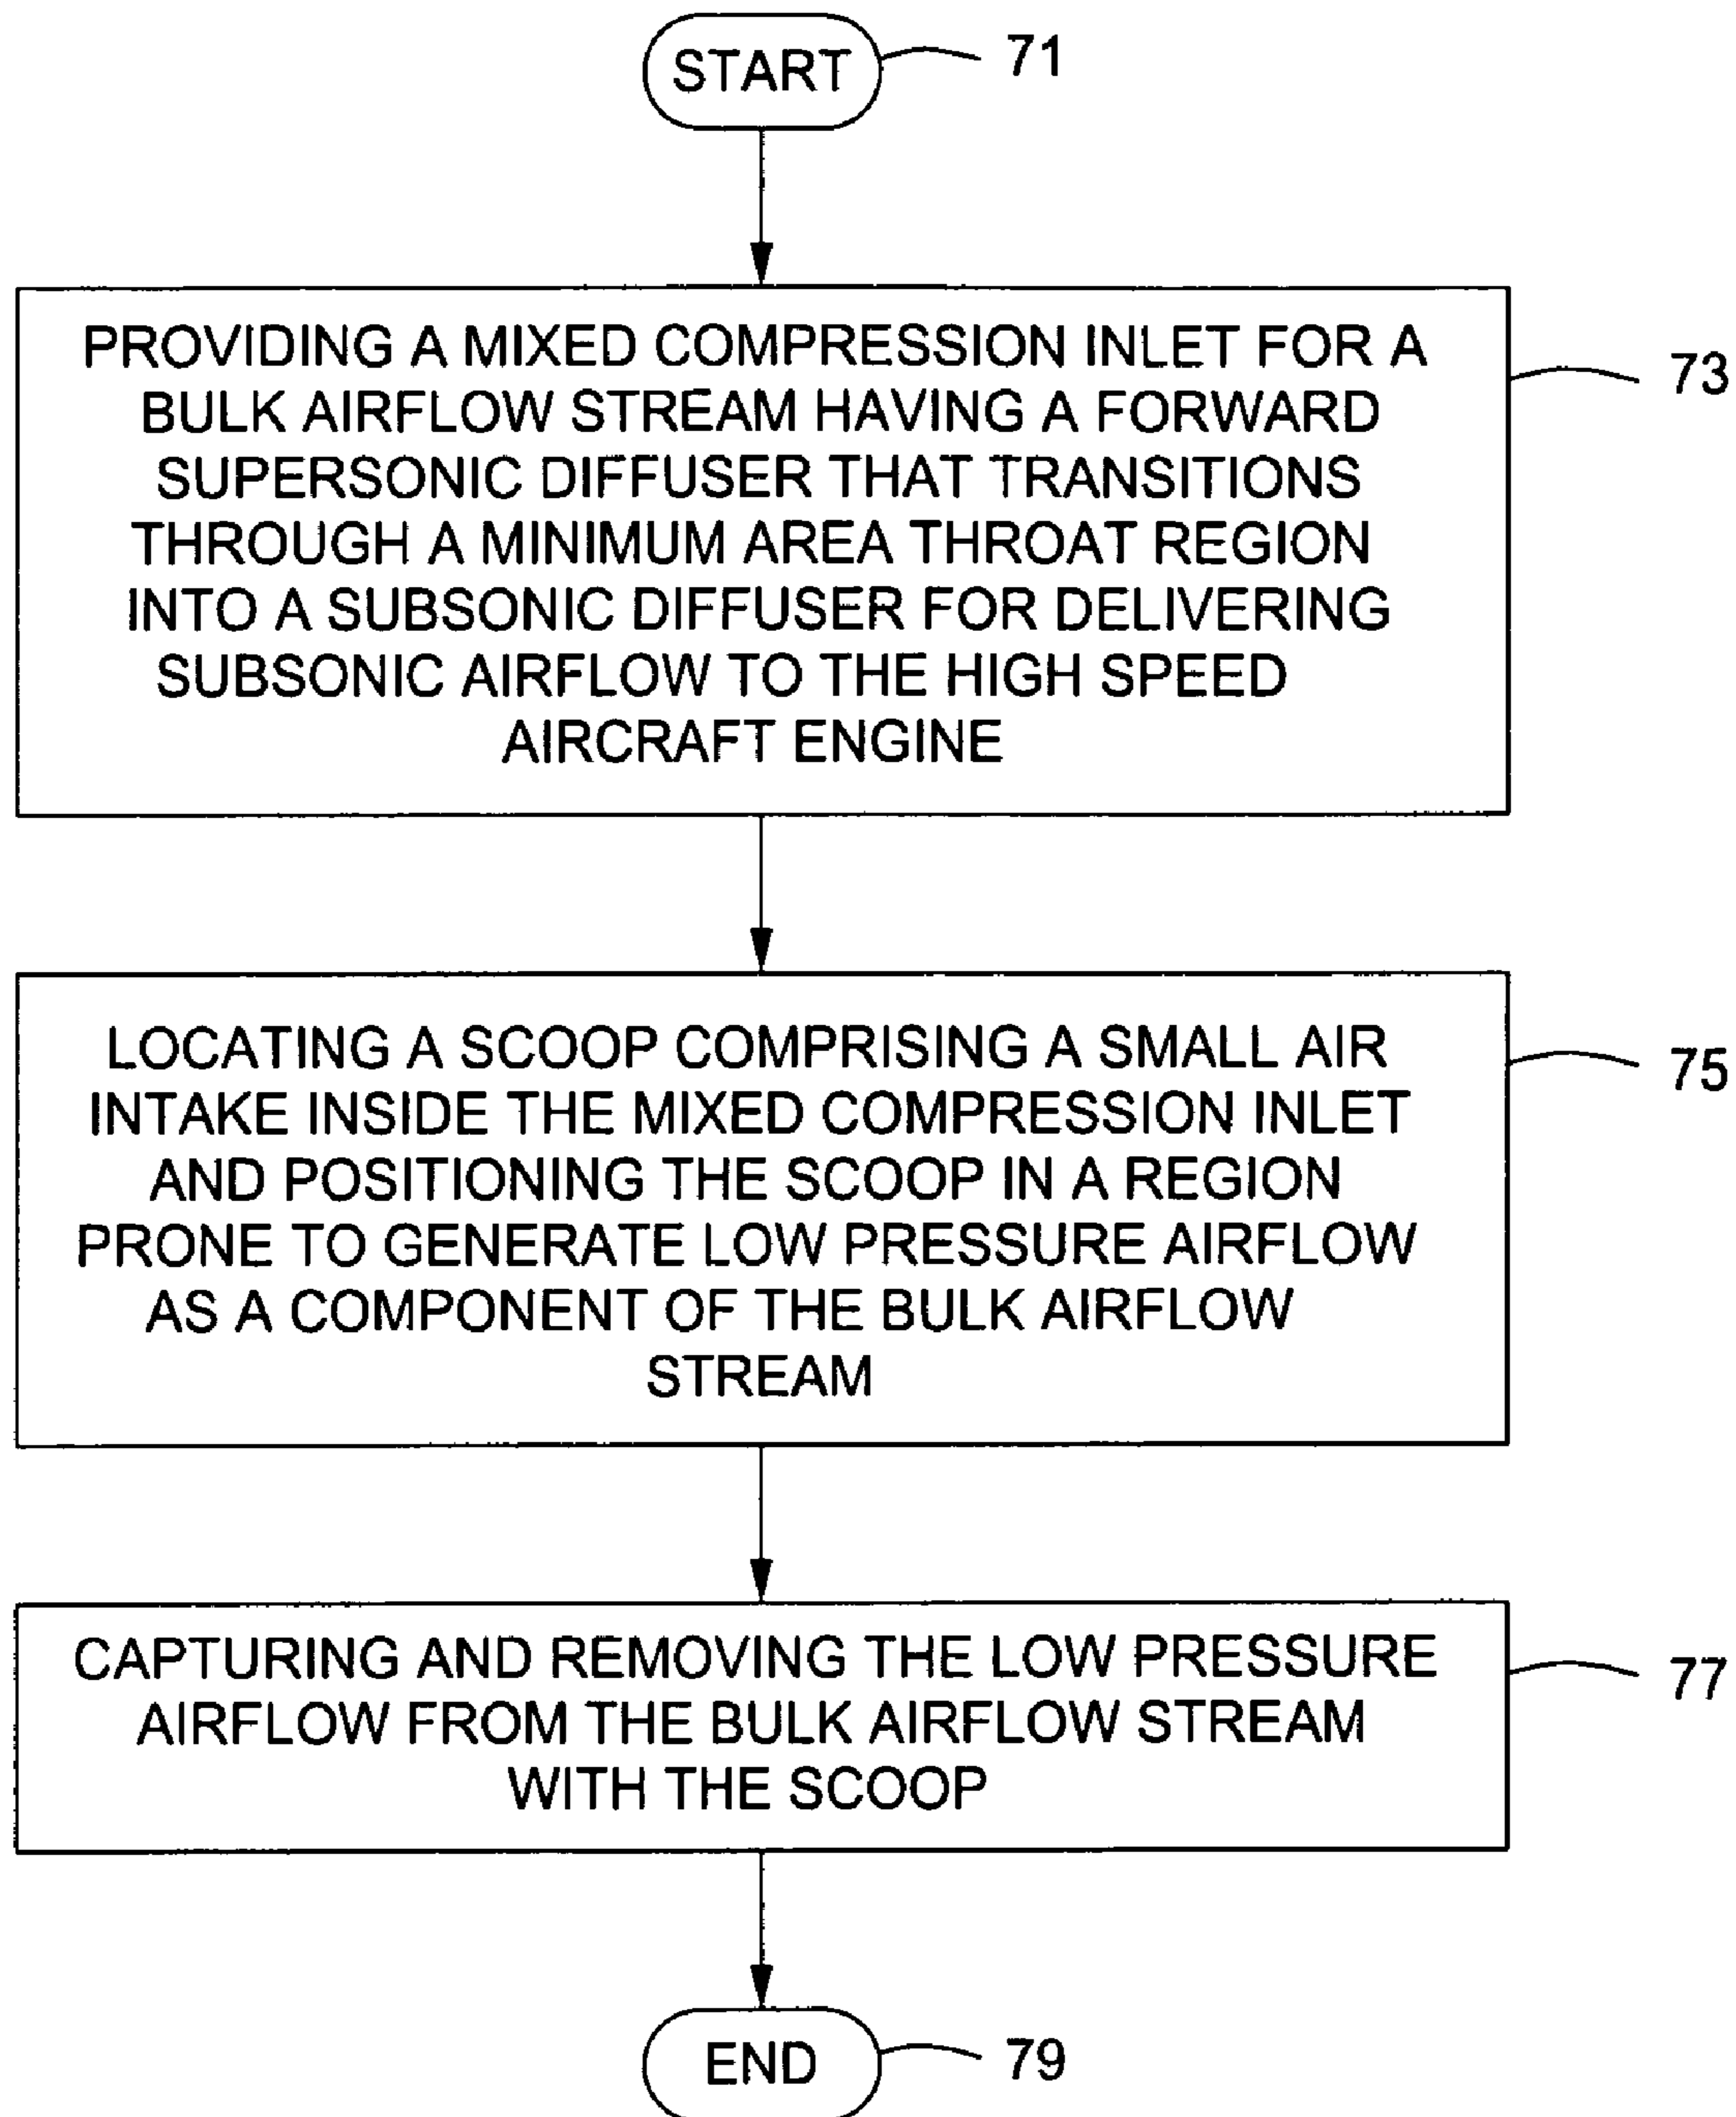 START
71
PROVIDING A MIXED COMPRESSION INLET FOR A
BULK AIRFLOW STREAM HAVING A FORWARD
SUPERSONIC DIFFUSER THAT TRANSITIONS
THROUGH A MINIMUM AREA THROAT REGION
INTO A SUBSONIC DIFFUSER FOR DELIVERING
SUBSONIC AIRFLOW TO THE HIGH SPEED
AIRCRAFT ENGINE
73
LOCATING A SCOOP COMPRISING A SMALL AIR
INTAKE INSIDE THE MIXED COMPRESSION INLET
AND POSITIONING THE SCOOP IN A REGION
PRONE TO GENERATE LOW PRESSURE AIRFLOW
AS A COMPONENT OF THE BULK AIRFLOW
STREAM
75
CAPTURING AND REMOVING THE LOW PRESSURE
AIRFLOW FROM THE BULK AIRFLOW STREAM
WITH THE SCOOP
77
END
79